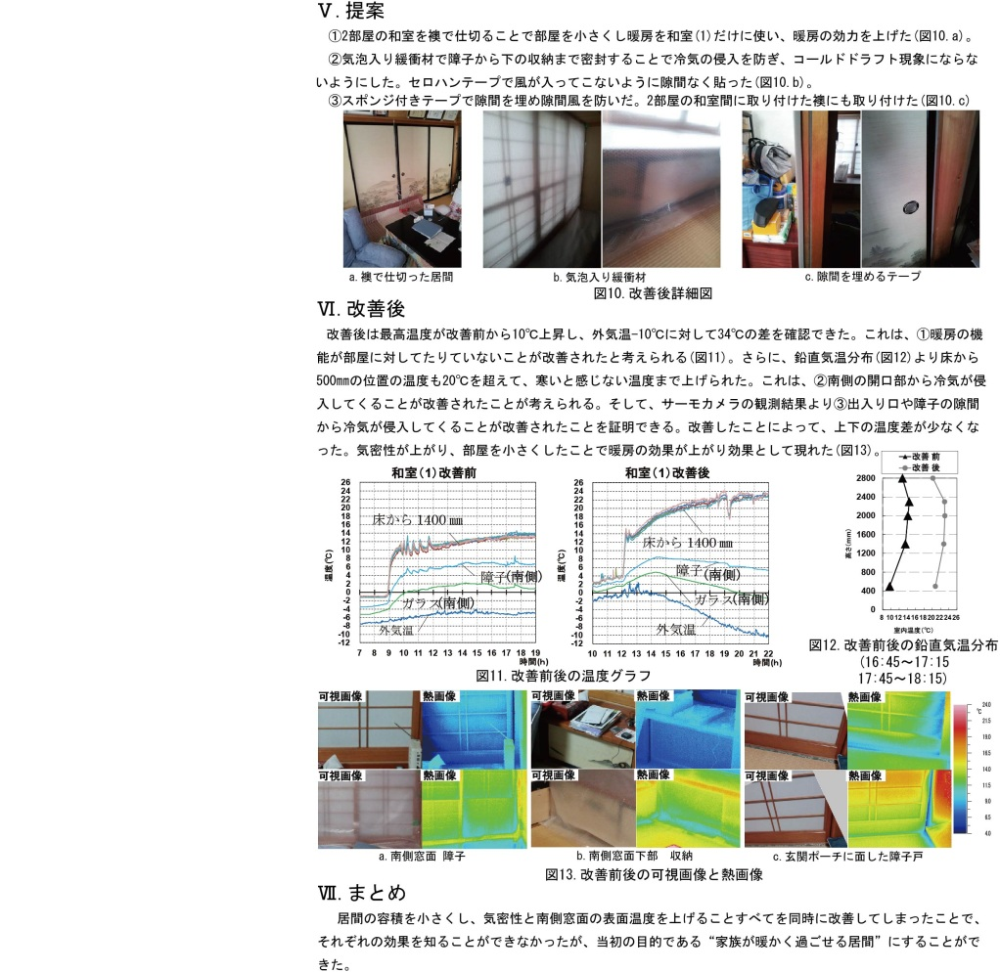 Ⅴ.提案
①2部屋の和室を襖で仕切ることで部屋を小さくし暖房を和室(1)だけに使い、暖房の効力を上げた(図10.a)。
②気泡入り緩衝材で障子から下の収納まで密封することで冷気の侵入を防ぎ、コールドドラフト現象にならな
いようにした。セロハンテープで風が入ってこないように隙間なく貼った(図10.b)。
③スポンジ付きテープで隙間を埋め隙間風を防いだ。2部屋の和室間に取り付けた襖にも取り付けた(図10.c)
a.襖で仕切った居間
b.気泡入り緩衝材
c.隙間を埋めるテープ
図10.改善後詳細図
Ⅵ.改善後
改善後は最高温度が改善前から10℃上昇し、外気温-10℃に対して34℃の差を確認できた。これは、①暖房の機
能が部屋に対してたりていないことが改善されたと考えられる(図11)。さらに、鉛直気温分布(図12)より床から
500mmの位置の温度も20℃を超えて、寒いと感じない温度まで上げられた。これは、②南側の開口部から冷気が侵
入してくることが改善されたことが考えられる。そして、サーモカメラの観測結果より③出入り口や障子の隙間
から冷気が侵入してくることが改善されたことを証明できる。改善したことによって、上下の温度差が少なくな
った。気密性が上がり、部屋を小さくしたことで暖房の効果が上がり効果として現れた(図13)。
和室(1)改善前
温度(℃)
26
24
22
20
18
16
14
12
10
8
6
4
2
0
-2
-4
-6
-8
-10
-12
床から1400㎜
障子(南側)
ガラス(南側)
外気温
7 8 9 10 11 12 13 14 15 16 17 18 19
時間(h)
和室(1)改善後
温度(℃)
26
24
22
20
18
16
14
12
10
8
6
4
2
0
-2
-4
-6
-8
-10
-12
床から1400㎜
障子(南側)
ガラス(南側)
外気温
10 11 12 13 14 15 16 17 18 19 20 21 22
時間(h)
図11.改善前後の温度グラフ
改善前
改善後
高さ(mm)
2800
2400
2000
1600
1200
800
400
0
8 10 12 14 16 18 20 22 24 26
室内温度(℃)
図12.改善前後の鉛直気温分布
(16:45～17:15
17:45～18:15)
可視画像 熱画像 可視画像 熱画像 可視画像 熱画像
可視画像 熱画像 可視画像 熱画像 可視画像 熱画像
24.0
℃
21.5
19.0
16.5
14.0
11.5
9.0
6.5
4.0
a.南側窓面 障子
b.南側窓面下部 収納
c.玄関ポーチに面した障子戸
図13.改善前後の可視画像と熱画像
Ⅶ.まとめ
居間の容積を小さくし、気密性と南側窓面の表面温度を上げることすべてを同時に改善してしまったことで、
それぞれの効果を知ることができなかったが、当初の目的である“家族が暖かく過ごせる居間”にすることがで
きた。